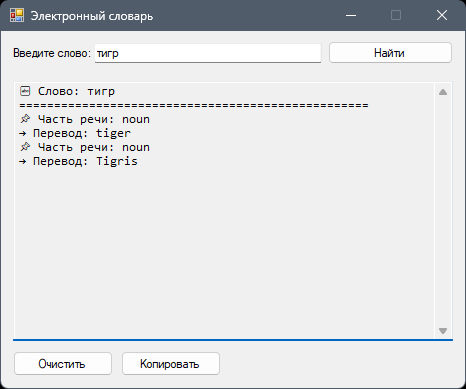 Электронный словарь
Введите слово: тигр Найти
🔤 Слово: тигр
==================================================
📌 Часть речи: noun
→ Перевод: tiger
📌 Часть речи: noun
→ Перевод: Tigris
Очистить Копировать